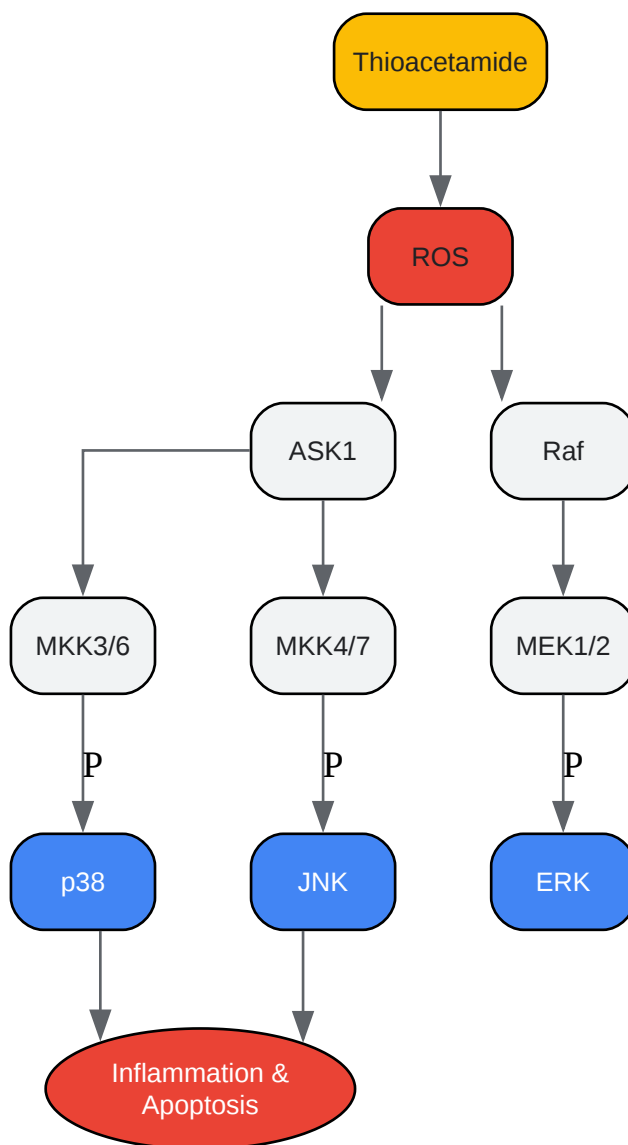 Thioacetamide
ROS
ASK1
Raf
MKK3/6
MKK4/7
MEK1/2
P
P
P
p38
JNK
ERK
Inflammation &
Apoptosis